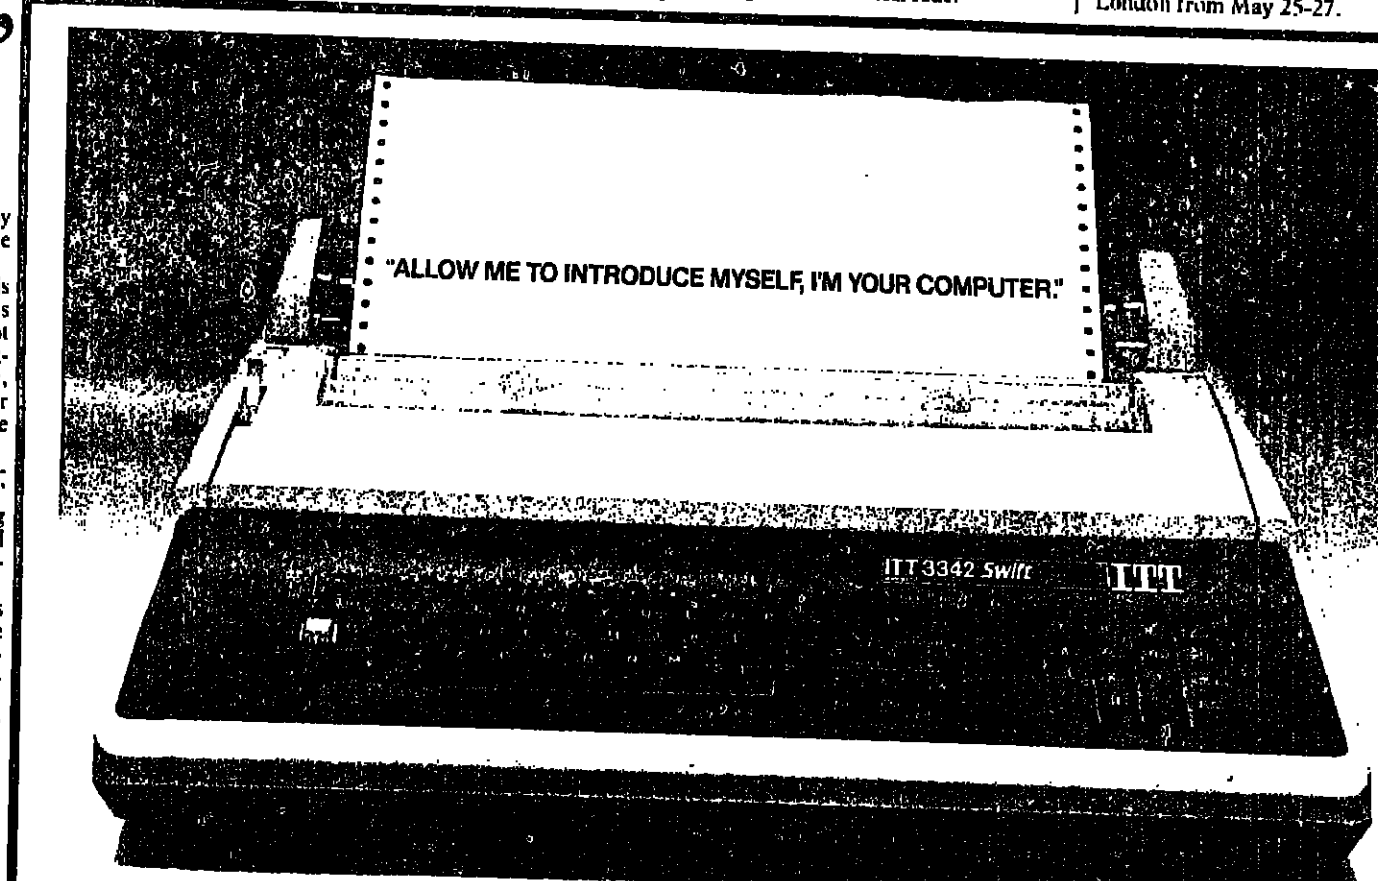 London from May 25-27.
"ALLOW ME TO INTRODUCE MYSELF, I'M YOUR COMPUTER."
ITT 3342 Swift
ITT